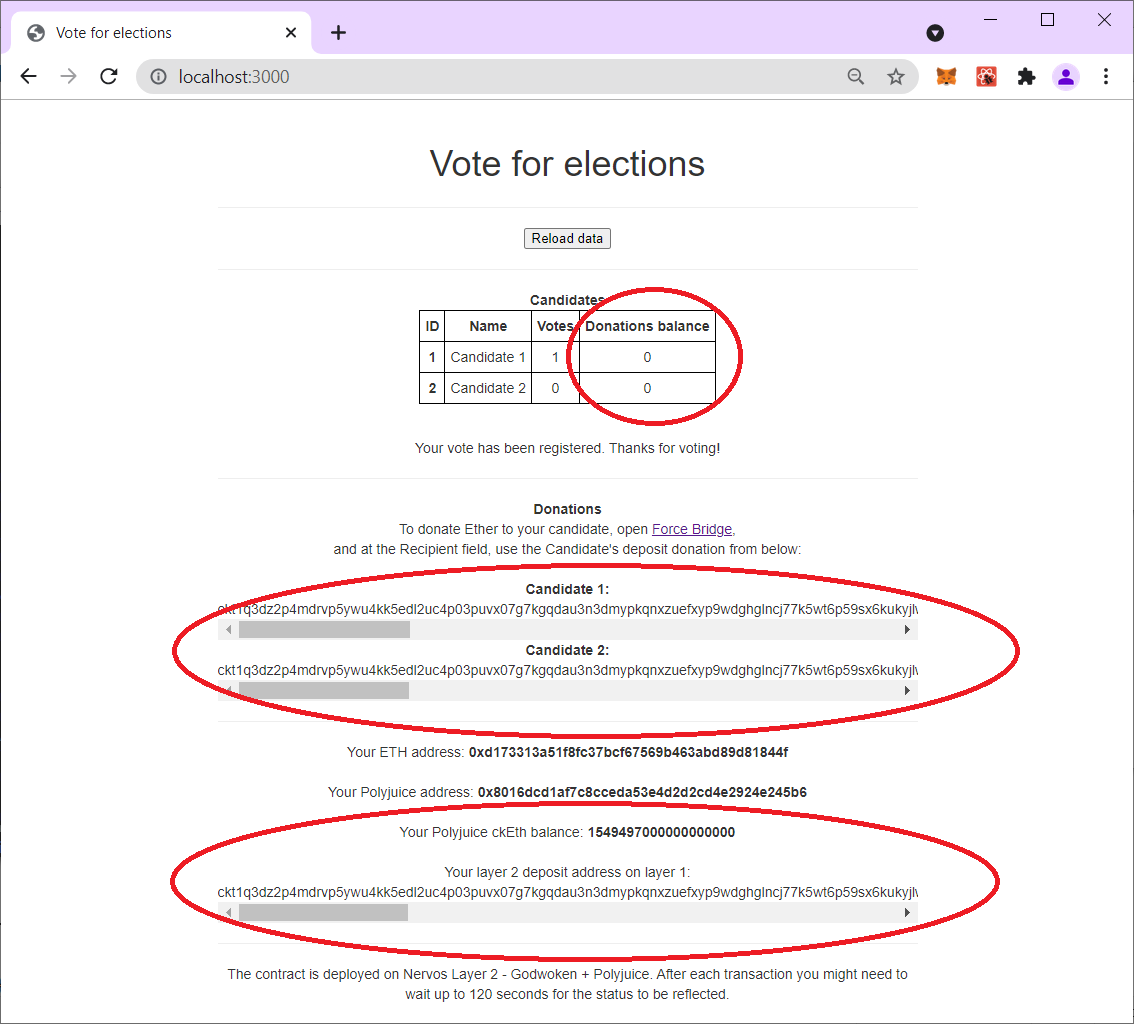 Vote for elections
localhost:3000
Vote for elections
Reload data
Candidates
ID Name Votes Donations balance
1 Candidate 1 1 0
2 Candidate 2 0 0
Your vote has been registered. Thanks for voting!
Donations
To donate Ether to your candidate, open Force Bridge,
and at the Recipient field, use the Candidate's deposit donation from below:
Candidate 1:
ckt1q3dz2p4mdrvp5ywu4kk5edl2uc4p03puvx07g7kgqdau3n3dmypkqnxzuefxyp9wdghglncj77k5wt6p59sx6kukyjlw
Candidate 2:
ckt1q3dz2p4mdrvp5ywu4kk5edl2uc4p03puvx07g7kgqdau3n3dmypkqnxzuefxyp9wdghglncj77k5wt6p59sx6kukyjlw
Your ETH address: 0xd173313a51f8fc37bcf67569b463abd89d81844f
Your Polyjuice address: 0x8016dcd1af7c8cceda53e4d2d2cd4e2924e245b6
Your Polyjuice ckEth balance: 1549497000000000000
Your layer 2 deposit address on layer 1:
ckt1q3dz2p4mdrvp5ywu4kk5edl2uc4p03puvx07g7kgqdau3n3dmypkqnxzuefxyp9wdghglncj77k5wt6p59sx6kukyjlw
The contract is deployed on Nervos Layer 2 - Godwoken + Polyjuice. After each transaction you might need to
wait up to 120 seconds for the status to be reflected.